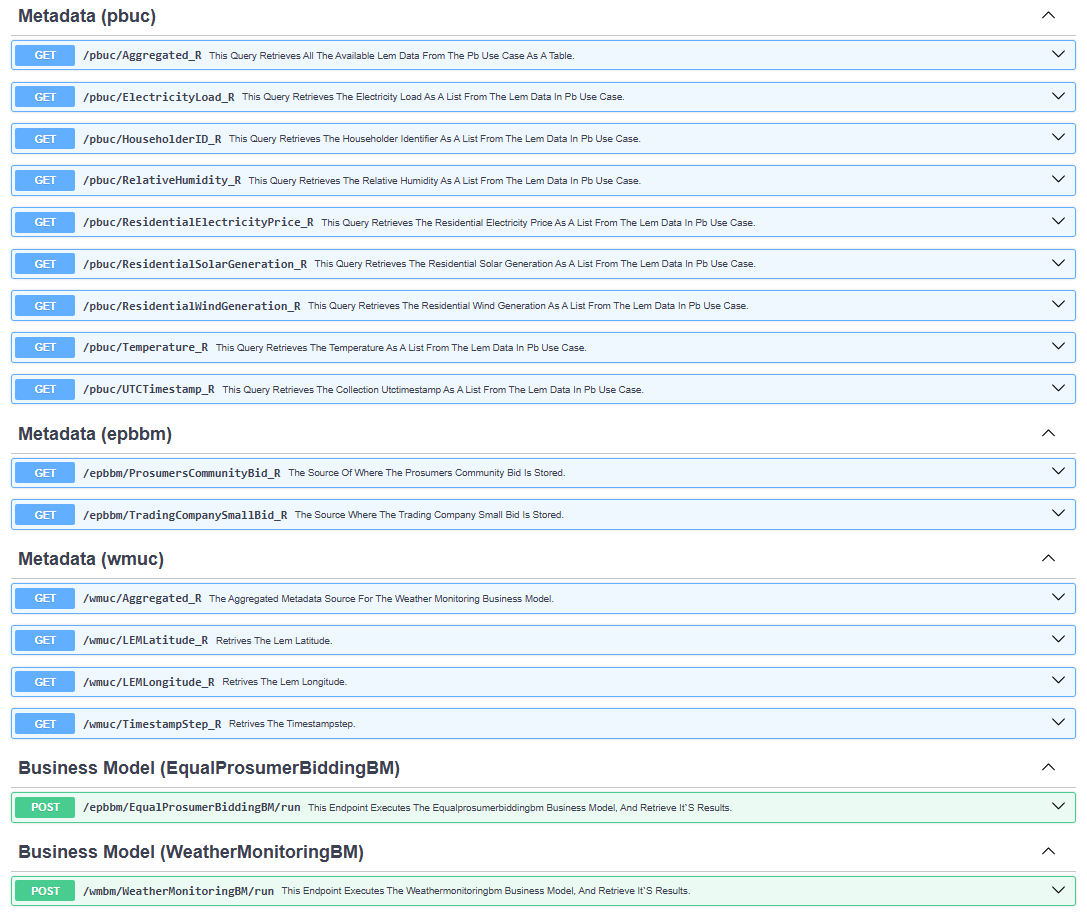 Metadata (pbuc)
GET /pbuc/Aggregated_R This Query Retrieves All The Available Lem Data From The Pb Use Case As A Table.
GET /pbuc/ElectricityLoad_R This Query Retrieves The Electricity Load As A List From The Lem Data In Pb Use Case.
GET /pbuc/HouseholderID_R This Query Retrieves The Householder Identifier As A List From The Lem Data In Pb Use Case.
GET /pbuc/RelativeHumidity_R This Query Retrieves The Relative Humidity As A List From The Lem Data In Pb Use Case.
GET /pbuc/ResidentialElectricityPrice_R This Query Retrieves The Residential Electricity Price As A List From The Lem Data In Pb Use Case.
GET /pbuc/ResidentialSolarGeneration_R This Query Retrieves The Residential Solar Generation As A List From The Lem Data In Pb Use Case.
GET /pbuc/ResidentialWindGeneration_R This Query Retrieves The Residential Wind Generation As A List From The Lem Data In Pb Use Case.
GET /pbuc/Temperature_R This Query Retrieves The Temperature As A List From The Lem Data In Pb Use Case.
GET /pbuc/UTCTimestamp_R This Query Retrieves The Collection Utctimestamp As A List From The Lem Data In Pb Use Case.
Metadata (epbbm)
GET /epbbm/ProsumersCommunityBid_R The Source Of Where The Prosumers Community Bid Is Stored.
GET /epbbm/TradingCompanySmallBid_R The Source Where The Trading Company Small Bid Is Stored.
Metadata (wmuc)
GET /wmuc/Aggregated_R The Aggregated Metadata Source For The Weather Monitoring Business Model.
GET /wmuc/LEMLatitude_R Retrives The Lem Latitude.
GET /wmuc/LEMLongitude_R Retrives The Lem Longitude.
GET /wmuc/TimestampStep_R Retrives The Timestampstep.
Business Model (EqualProsumerBiddingBM)
POST /epbbm/EqualProsumerBiddingBM/run This Endpoint Executes The Equalprosumerbiddingbm Business Model, And Retrieve It`S Results.
Business Model (WeatherMonitoringBM)
POST /wmbm/WeatherMonitoringBM/run This Endpoint Executes The Weathermonitoringbm Business Model, And Retrieve It`S Results.